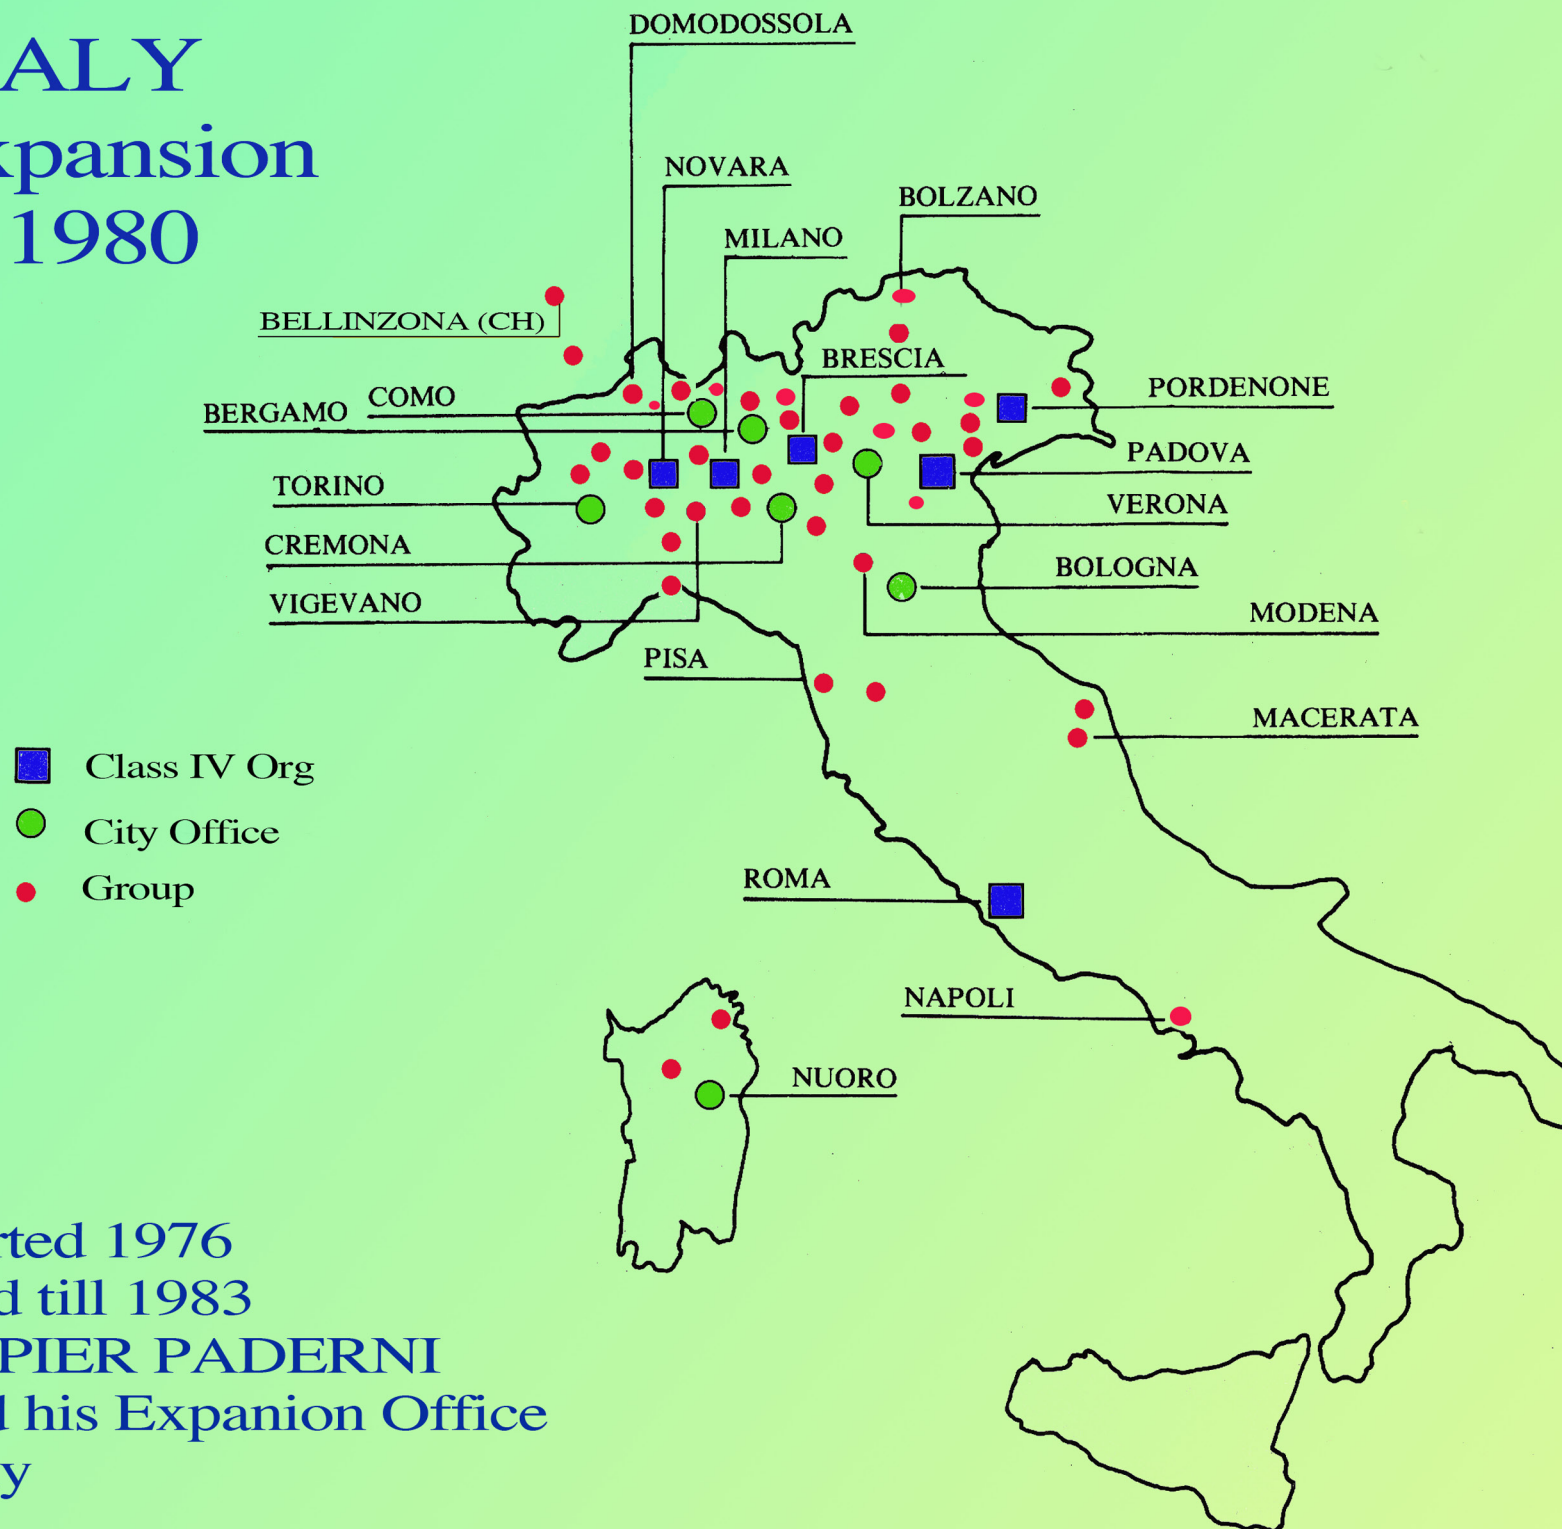 ALY
xpansion
1980
DOMODOSSOLA
NOVARA
BOLZANO
MILANO
BELLINZONA (CH)
BRESCIA
COMO
BERGAMO
PORDENONE
PADOVA
TORINO
VERONA
CREMONA
BOLOGNA
VIGEVANO
MODENA
PISA
MACERATA
Class IV Org
City Office
Group
ROMA
NAPOLI
NUORO
rted 1976
d till 1983
PIER PADERNI
d his Expanion Office
y